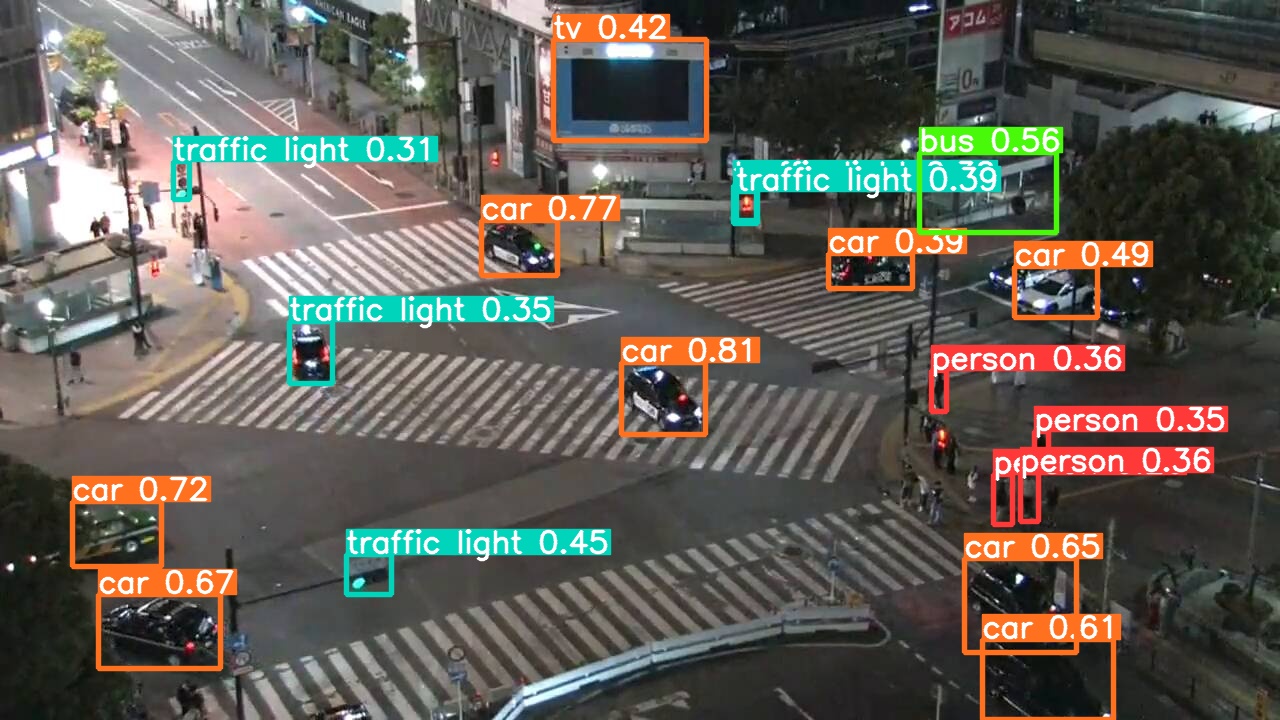 AMERICAN EAGLE
アコム
tv 0.42
bus 0.56
traffic light 0.31
traffic light 0.39
car 0.77
car 0.39
car 0.49
traffic light 0.35
car 0.81
person 0.36
person 0.35
pe
person 0.36
car 0.72
traffic light 0.45
car 0.65
car 0.67
car 0.61